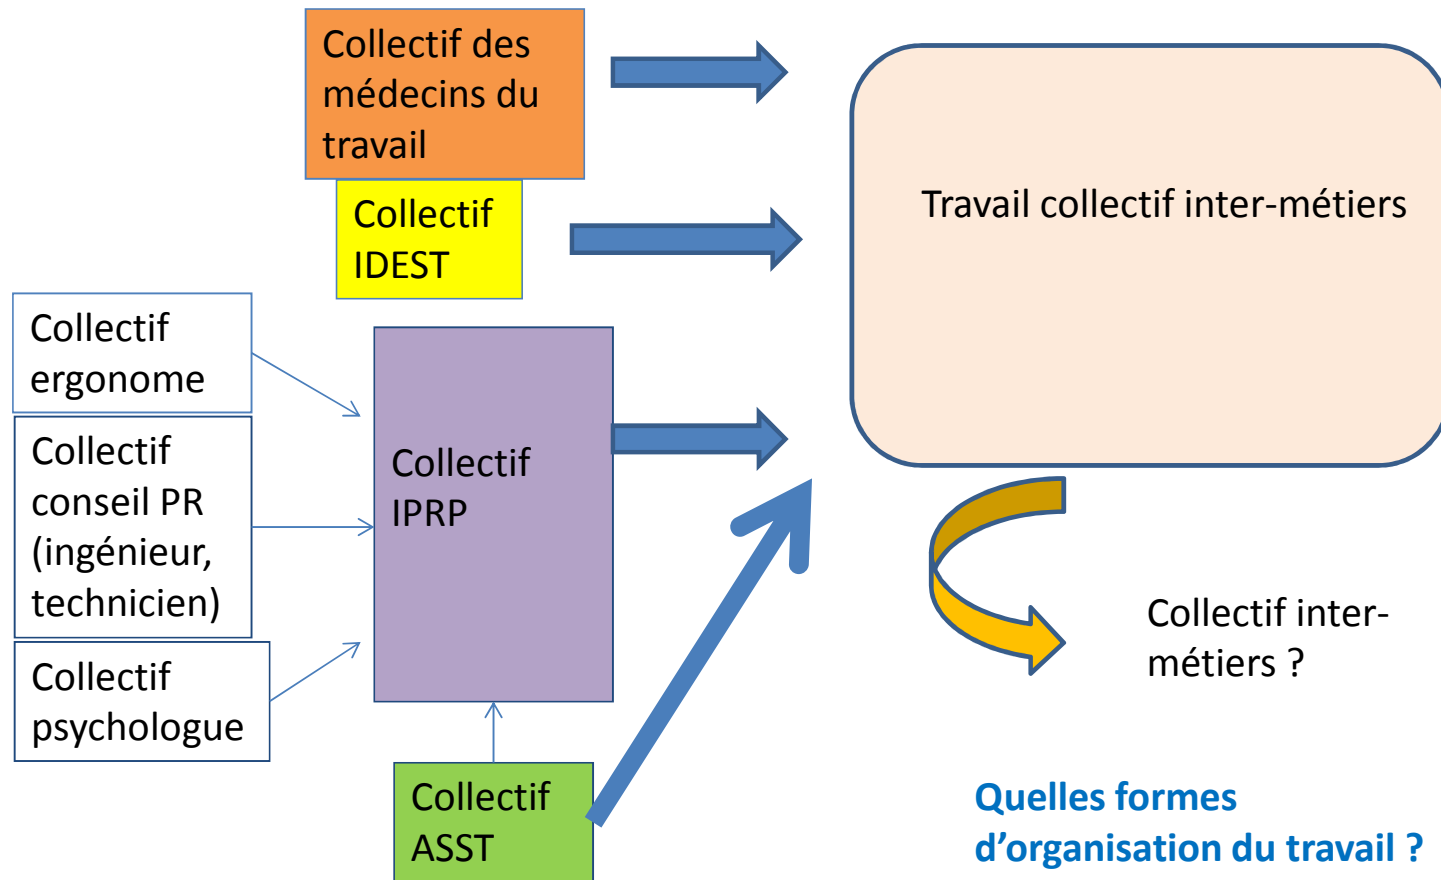 Collectif des
médecins du
travail
Travail collectif inter-métiers
Collectif
IDEST
Collectif
ergonome
Collectif
conseil PR
(ingénieur,
technicien)
Collectif
psychologue
Collectif
IPRP
Collectif
ASST
Collectif inter-
métiers ?
Quelles formes
d’organisation du travail ?